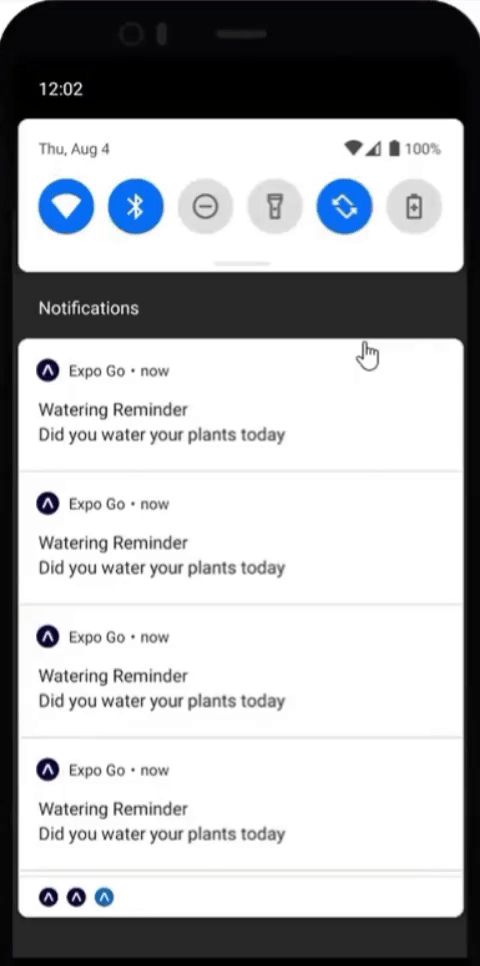 12:02
Thu, Aug 4 100%
Notifications
Expo Go • now
Watering Reminder
Did you water your plants today
Expo Go • now
Watering Reminder
Did you water your plants today
Expo Go • now
Watering Reminder
Did you water your plants today
Expo Go • now
Watering Reminder
Did you water your plants today